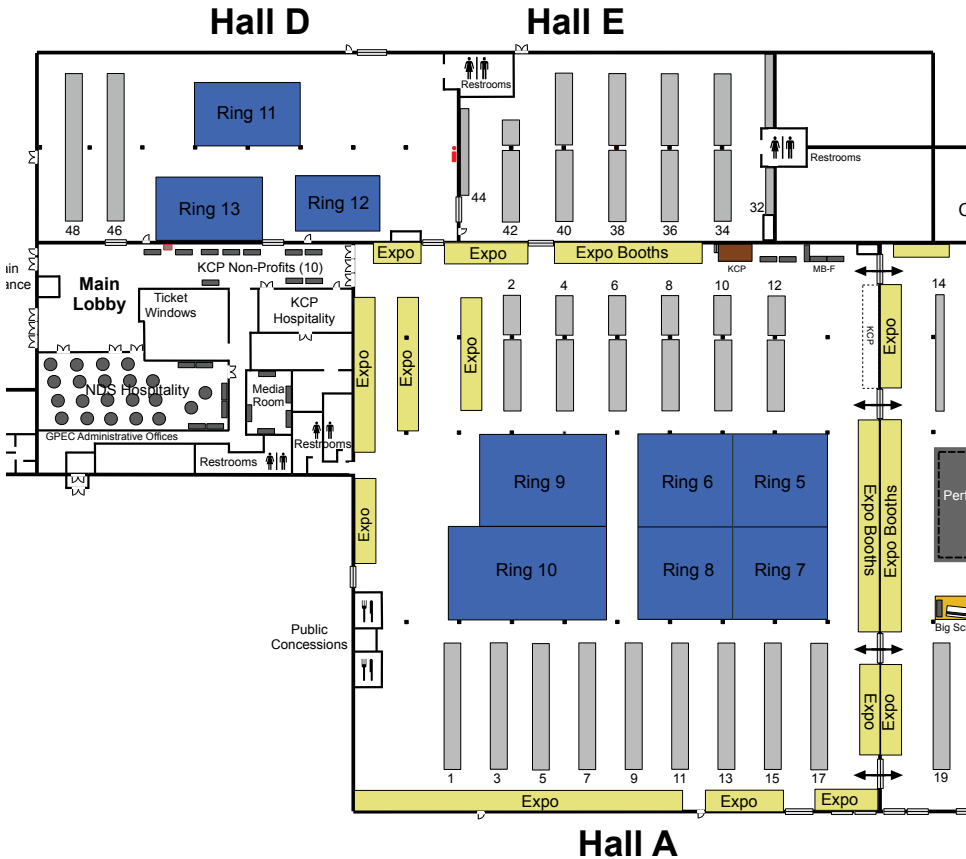 Hall D
Hall E
Restrooms
Ring 11
Restrooms
Ring 13
Ring 12
48
46
44
42
40
38
36
34
32
C
Expo
Expo
Expo Booths
KCP
MB-F
KCP Non-Profits (10)
ain
ance
Main
Lobby
Ticket
Windows
KCP
Hospitality
2
4
6
8
10
12
14
Expo
Expo
Expo
KCP
Expo
NDS Hospitality
Media
Room
GPEC Administrative Offices
Restrooms
Restrooms
Ring 9
Ring 6
Ring 5
Expo
Expo Booths
Expo Booths
Perf
Ring 10
Ring 8
Ring 7
Public
Concessions
Big Sc
Expo
Expo
1
3
5
7
9
11
13
15
17
19
Expo
Expo
Expo
Hall A